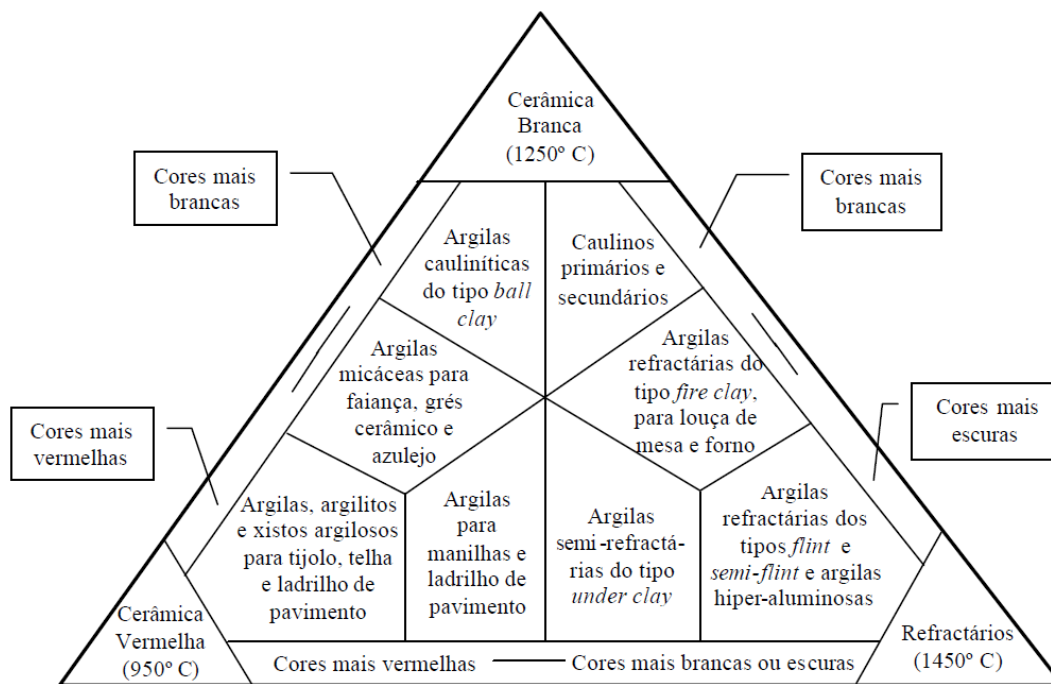 Cerâmica
Branca
(1250º C)
Cores mais
brancas
Cores mais
brancas
Argilas
cauliníticas
do tipo ball
clay
Caulinos
primários e
secundários
Argilas
micáceas para
faiança, grés
cerâmico e
azulejo
Argilas
refractárias do
tipo fire clay,
para louça de
mesa e forno
Cores mais
vermelhas
Cores mais
escuras
Argilas, argilitos
e xistos argilosos
para tijolo, telha
e ladrilho de
pavimento
Argilas
para
manilhas e
ladrilho de
pavimento
Argilas
semi-refractá-
rias do tipo
under clay
Argilas
refractárias dos
tipos flint e
semi-flint e argilas
hiper-aluminosas
Cerâmica
Vermelha
(950º C)
Refractários
(1450º C)
Cores mais vermelhas
Cores mais brancas ou escuras